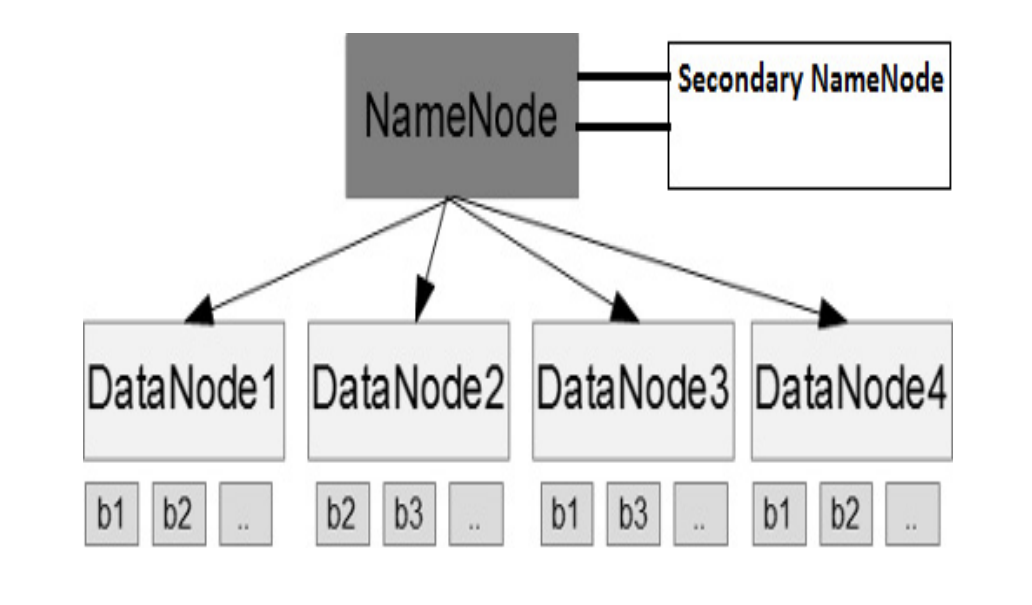 NameNode
Secondary NameNode
DataNode1
DataNode2
DataNode3
DataNode4
b1 b2 ..
b2 b3 ..
b1 b3 ..
b1 b2 ..